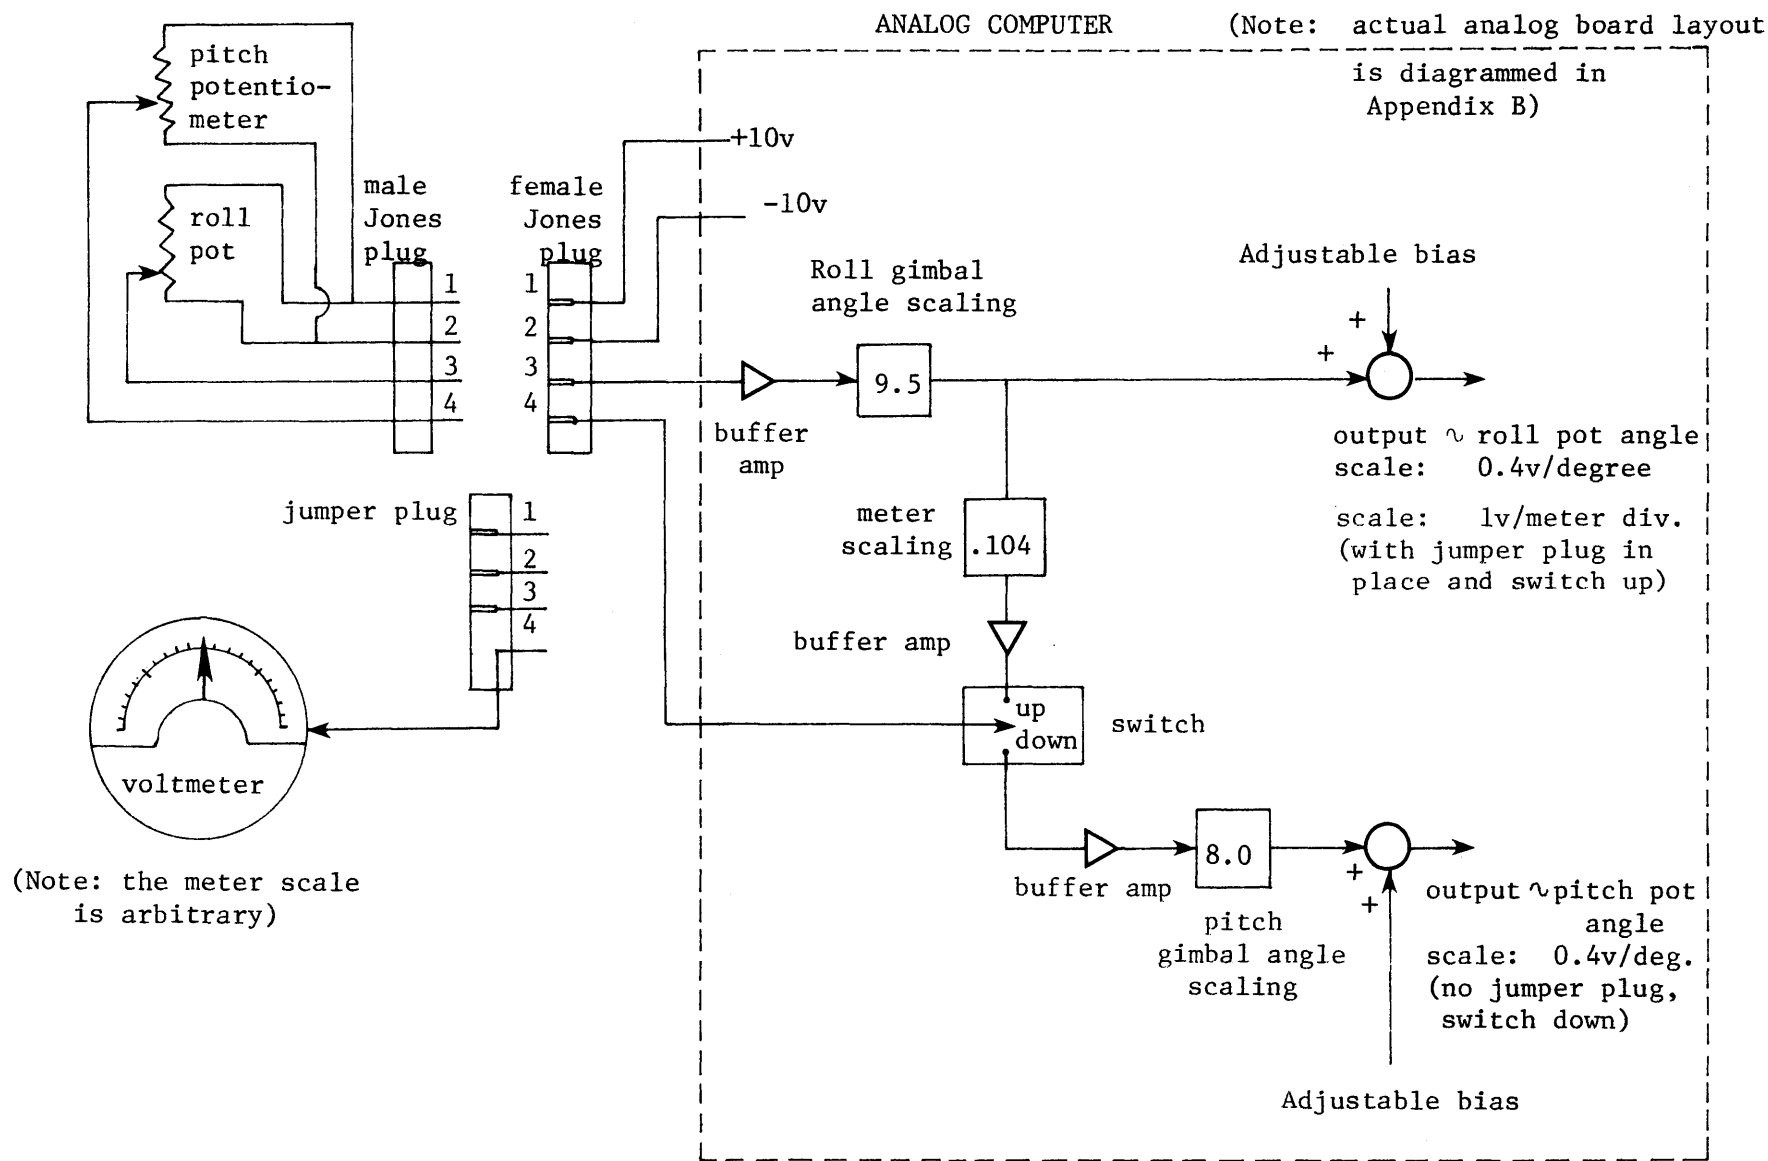 ANALOG COMPUTER
(Note: actual analog board layout
is diagrammed in
Appendix B)
pitch
potentio-
meter
roll
pot
male
Jones
plug
1
2
3
4
female
Jones
plug
1
2
3
4
+10v
-10v
Roll gimbal
angle scaling
9.5
buffer
amp
Adjustable bias
+
+
output ∿ roll pot angle
scale: 0.4v/degree
scale: 1v/meter div.
(with jumper plug in
place and switch up)
jumper plug
1
2
3
4
meter
scaling
.104
buffer amp
up
down
switch
voltmeter
(Note: the meter scale
is arbitrary)
buffer amp
8.0
pitch
gimbal angle
scaling
+
+
output ∿ pitch pot
angle
scale: 0.4v/deg.
(no jumper plug,
switch down)
Adjustable bias